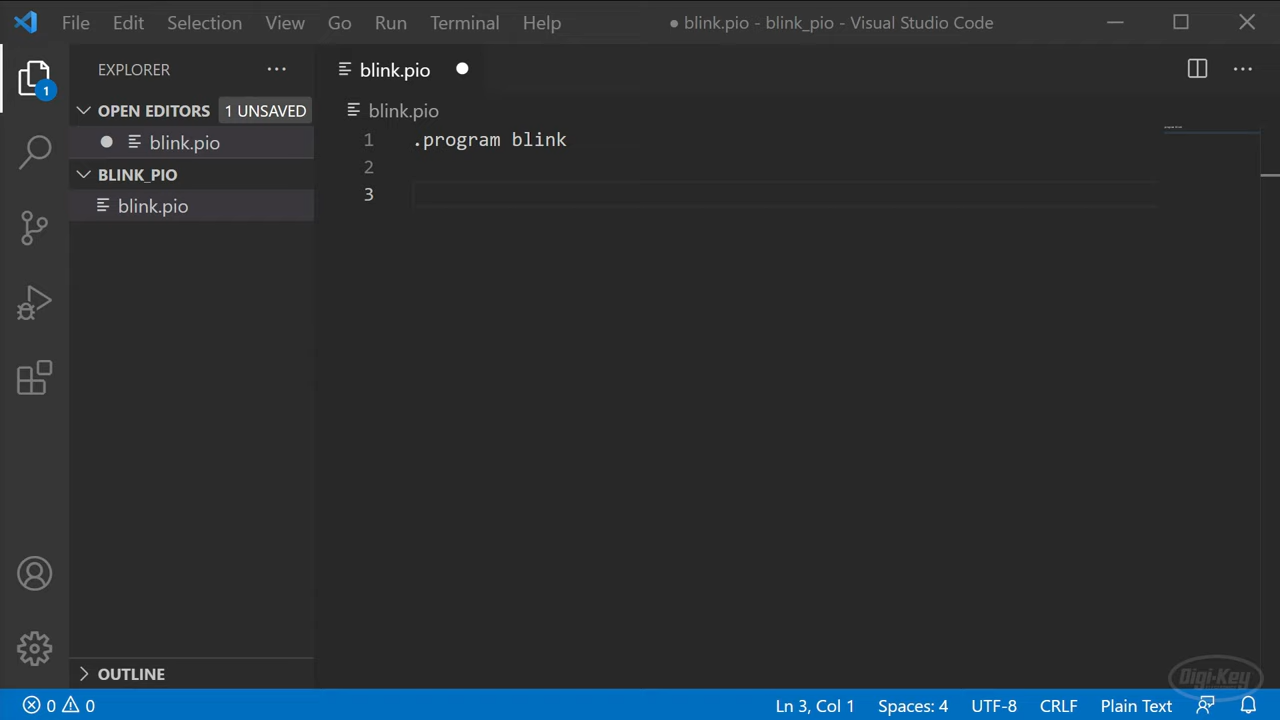 File Edit Selection View Go Run Terminal Help ● blink.pio - blink_pio - Visual Studio Code
EXPLORER ··· blink.pio
OPEN EDITORS 1 UNSAVED
blink.pio
BLINK_PIO
blink.pio
1
blink.pio
1 .program blink
2
3
OUTLINE
Digi-Key
0 0 Ln 3, Col 1 Spaces: 4 UTF-8 CRLF Plain Text